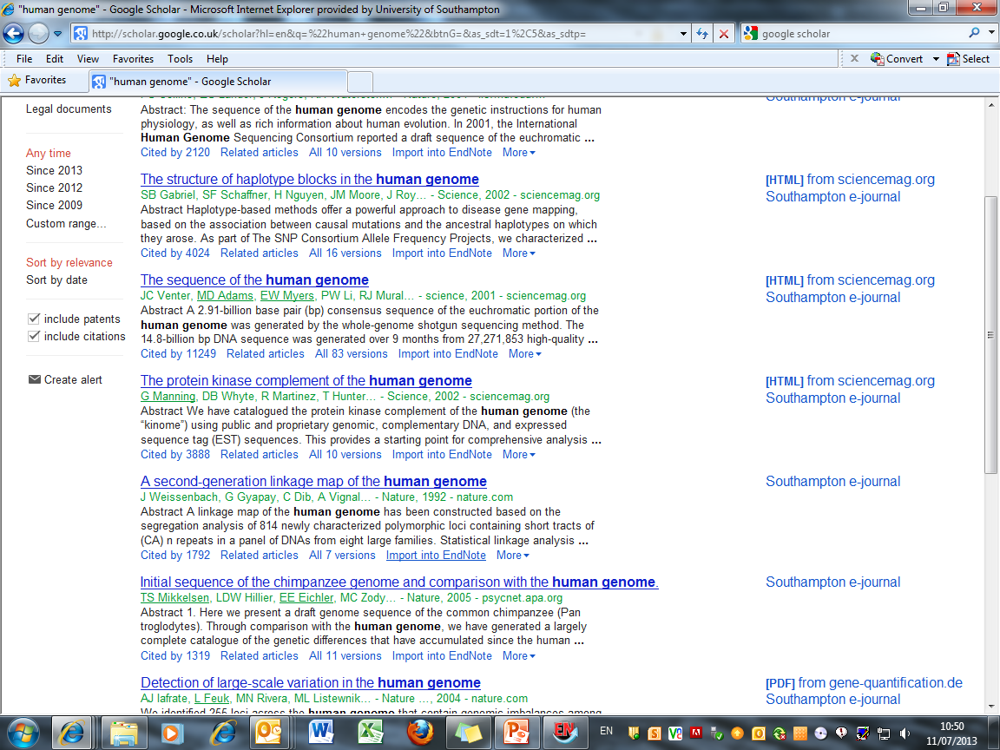 "human genome" - Google Scholar - Microsoft Internet Explorer provided by University of Southampton
http://scholar.google.co.uk/scholar?hl=en&q=%22human+genome%22&btnG=&as_sdt=1%2C5&as_sdtp=
google scholar
File Edit View Favorites Tools Help
Convert Select
Favorites
"human genome" - Google Scholar
Legal documents
Any time
Since 2013
Since 2012
Since 2009
Custom range...
Sort by relevance
Sort by date
include patents
include citations
Create alert
Abstract: The sequence of the human genome encodes the genetic instructions for human
physiology, as well as rich information about human evolution. In 2001, the International
Human Genome Sequencing Consortium reported a draft sequence of the euchromatic ...
Cited by 2120 Related articles All 10 versions Import into EndNote More
Southampton e-journal
The structure of haplotype blocks in the human genome
SB Gabriel, SF Schaffner, H Nguyen, JM Moore, J Roy… - Science, 2002 - sciencemag.org
Abstract Haplotype-based methods offer a powerful approach to disease gene mapping,
based on the association between causal mutations and the ancestral haplotypes on which
they arose. As part of The SNP Consortium Allele Frequency Projects, we characterized ...
Cited by 4024 Related articles All 16 versions Import into EndNote More
[HTML] from sciencemag.org
Southampton e-journal
The sequence of the human genome
JC Venter, MD Adams, EW Myers, PW Li, RJ Mural… - science, 2001 - sciencemag.org
Abstract A 2.91-billion base pair (bp) consensus sequence of the euchromatic portion of the
human genome was generated by the whole-genome shotgun sequencing method. The
14.8-billion bp DNA sequence was generated over 9 months from 27,271,853 high-quality ...
Cited by 11249 Related articles All 83 versions Import into EndNote More
[HTML] from sciencemag.org
Southampton e-journal
The protein kinase complement of the human genome
G Manning, DB Whyte, R Martinez, T Hunter… - Science, 2002 - sciencemag.org
Abstract We have catalogued the protein kinase complement of the human genome (the
“kinome”) using public and proprietary genomic, complementary DNA, and expressed
sequence tag (EST) sequences. This provides a starting point for comprehensive analysis ...
Cited by 3888 Related articles All 10 versions Import into EndNote More
[HTML] from sciencemag.org
Southampton e-journal
A second-generation linkage map of the human genome
J Weissenbach, G Gyapay, C Dib, A Vignal… - Nature, 1992 - nature.com
Abstract A linkage map of the human genome has been constructed based on the
segregation analysis of 814 newly characterized polymorphic loci containing short tracts of
(CA) n repeats in a panel of DNAs from eight large families. Statistical linkage analysis ...
Cited by 1792 Related articles All 7 versions Import into EndNote More
Southampton e-journal
Initial sequence of the chimpanzee genome and comparison with the human genome.
TS Mikkelsen, LDW Hillier, EE Eichler, MC Zody… - Nature, 2005 - psycnet.apa.org
Abstract 1. Here we present a draft genome sequence of the common chimpanzee (Pan
troglodytes). Through comparison with the human genome, we have generated a largely
complete catalogue of the genetic differences that have accumulated since the human ...
Cited by 1319 Related articles All 11 versions Import into EndNote More
Southampton e-journal
Detection of large-scale variation in the human genome
AJ Iafrate, L Feuk, MN Rivera, ML Listewnik… - Nature …, 2004 - nature.com
We identified 255 loci across the human genome that contain genomic imbalances among
[PDF] from gene-quantification.de
Southampton e-journal
EN
10:50
11/07/2013